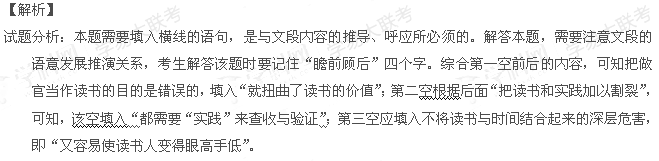 【解析】
试题分析：本题需要填入横线的语句，是与文段内容的推导、呼应所必须的。解答本题，需要注意文段的
语意发展推演关系，考生解答该题时要记住“瞻前顾后”四个字。综合第一空前后的内容，可知把做
官当作读书的目的是错误的，填入“就扭曲了读书的价值”；第二空根据后面“把读书和实践加以割裂”，
可知，该空填入“都需要“实践”来查收与验证”；第三空应填入不将读书与时间结合起来的深层危害，
即“又容易使读书人变得眼高手低”。